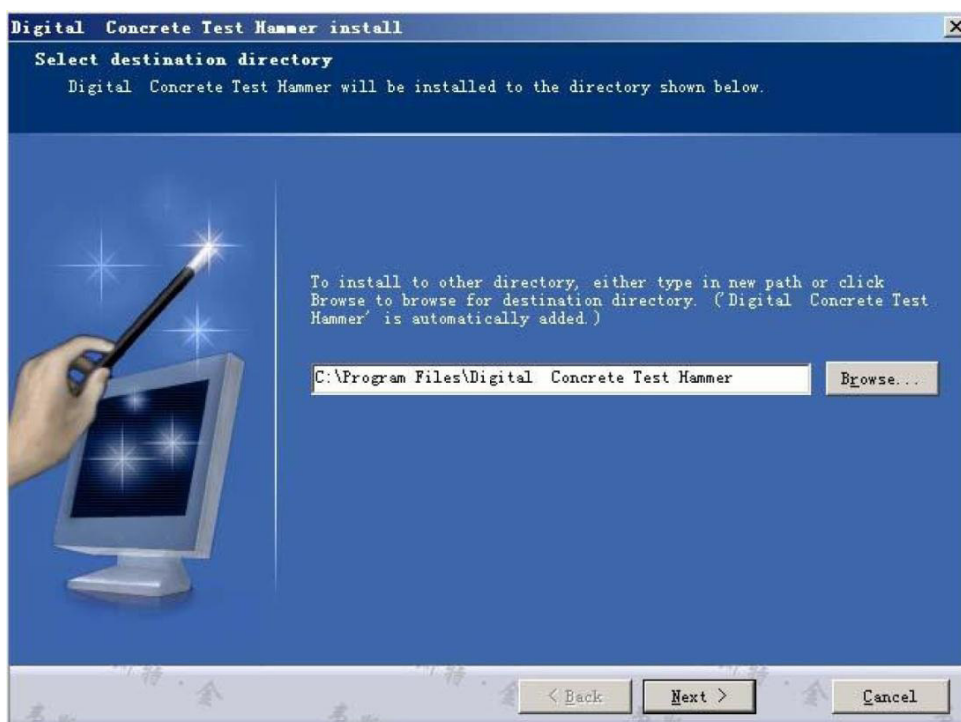 Digital  Concrete Test Hammer install
Select destination directory
Digital  Concrete Test Hammer will be installed to the directory shown below.
To install to other directory, either type in new path or click
Browse to browse for destination directory. ('Digital  Concrete Test
Hammer' is automatically added.)
C:\Program Files\Digital  Concrete Test Hammer
Browse...
< Back
Next >
Cancel